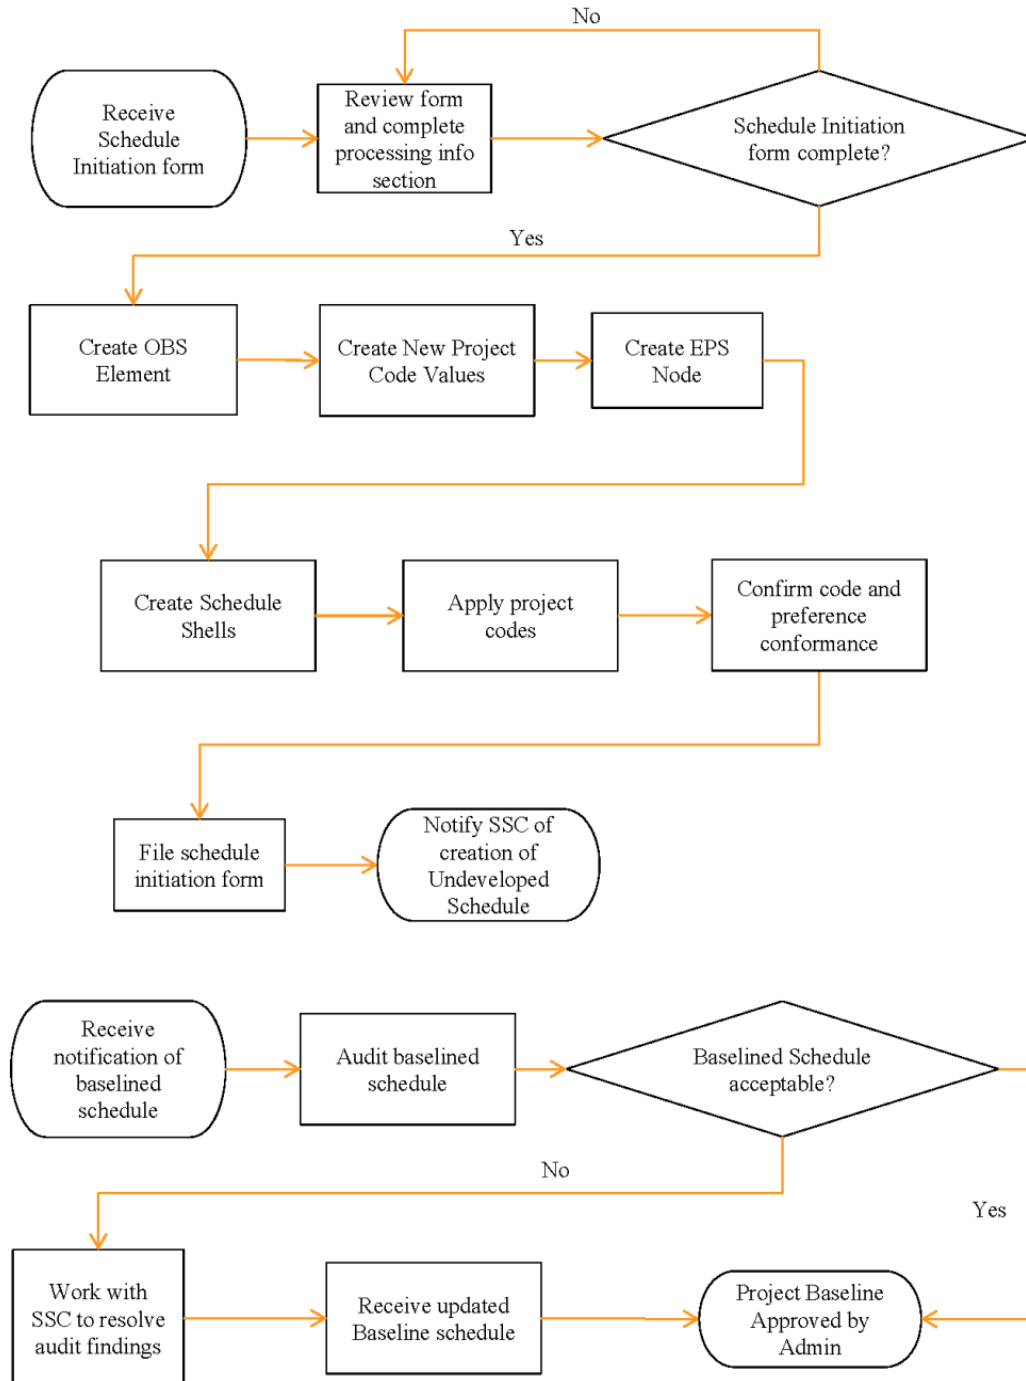 No
Receive
Schedule
Initiation form
Review form
and complete
processing info
section
Schedule Initiation
form complete?
Yes
Create OBS
Element
Create New Project
Code Values
Create EPS
Node
Create Schedule
Shells
Apply project
codes
Confirm code and
preference
conformance
File schedule
initiation form
Notify SSC of
creation of
Undeveloped
Schedule
Receive
notification of
baselined
schedule
Audit baselined
schedule
Baselined Schedule
acceptable?
No
Yes
Work with
SSC to resolve
audit findings
Receive updated
Baseline schedule
Project Baseline
Approved by
Admin